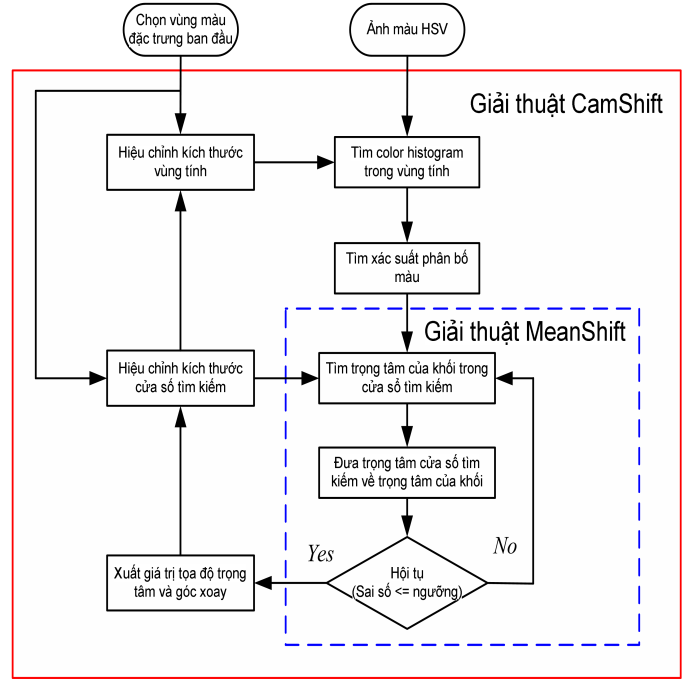 Chọn vùng màu
đặc trưng ban đầu
Ảnh màu HSV
Giải thuật CamShift
Hiệu chỉnh kích thước
vùng tính
Tìm color histogram
trong vùng tính
Tìm xác suất phân bố
màu
Giải thuật MeanShift
Hiệu chỉnh kích thước
cửa số tìm kiếm
Tìm trọng tâm của khối trong
cửa sổ tìm kiếm
Đưa trọng tâm cửa số tìm
kiếm về trọng tâm của khối
Yes
No
Xuất giá trị tọa độ trọng
tâm và góc xoay
Hội tụ
(Sai số <= ngưỡng)